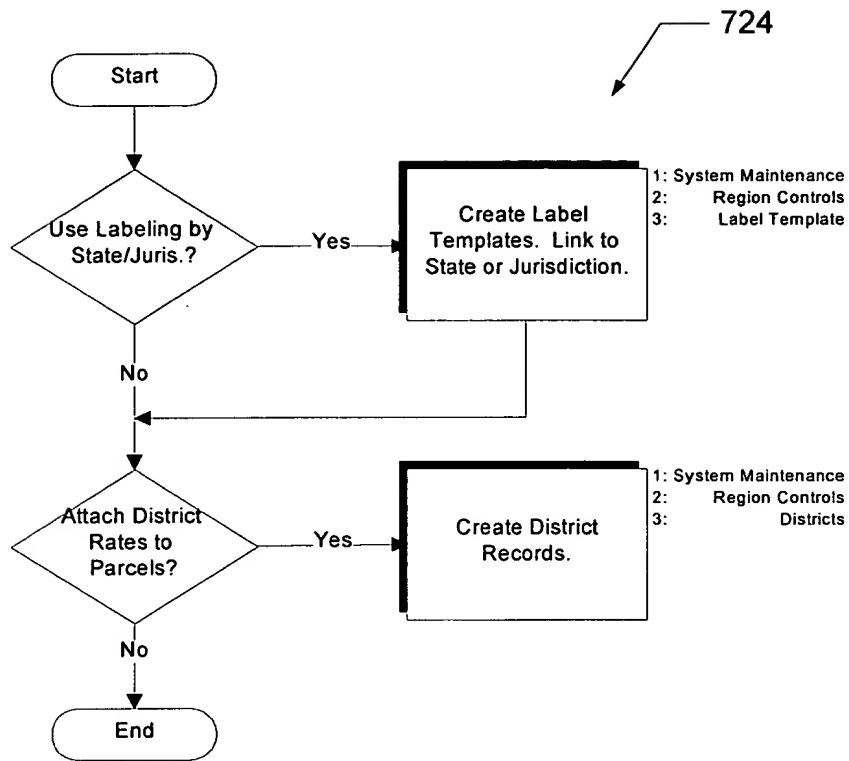 724
Start
Use Labeling by
State/Juris.?
Yes
Create Label
Templates. Link to
State or Jurisdiction.
1: System Maintenance
2: Region Controls
3: Label Template
No
Attach District
Rates to
Parcels?
Yes
Create District
Records.
1: System Maintenance
2: Region Controls
3: Districts
No
End